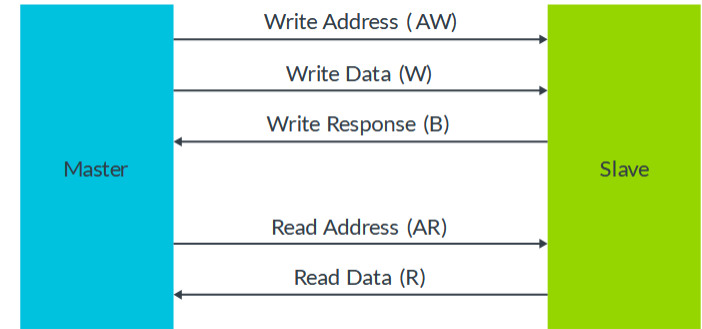 Write Address (AW)
Write Data (W)
Write Response (B)
Master
Slave
Read Address (AR)
Read Data (R)